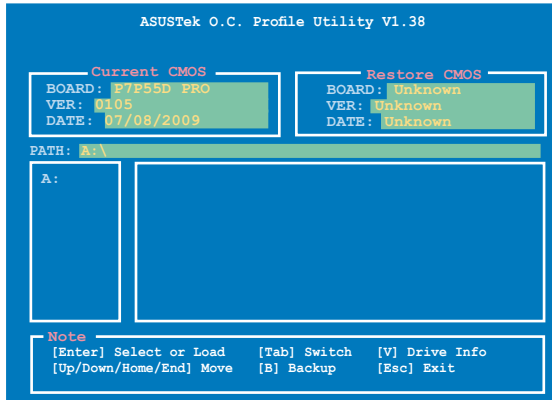 ASUSTek O.C. Profile Utility V1.38
Current CMOS
BOARD: P7P55D PRO
VER: 0105
DATE: 07/08/2009
Restore CMOS
BOARD: Unknown
VER: Unknown
DATE: Unknown
PATH: A:\
A:
Note
[Enter] Select or Load [Tab] Switch [V] Drive Info
[Up/Down/Home/End] Move [B] Backup [Esc] Exit